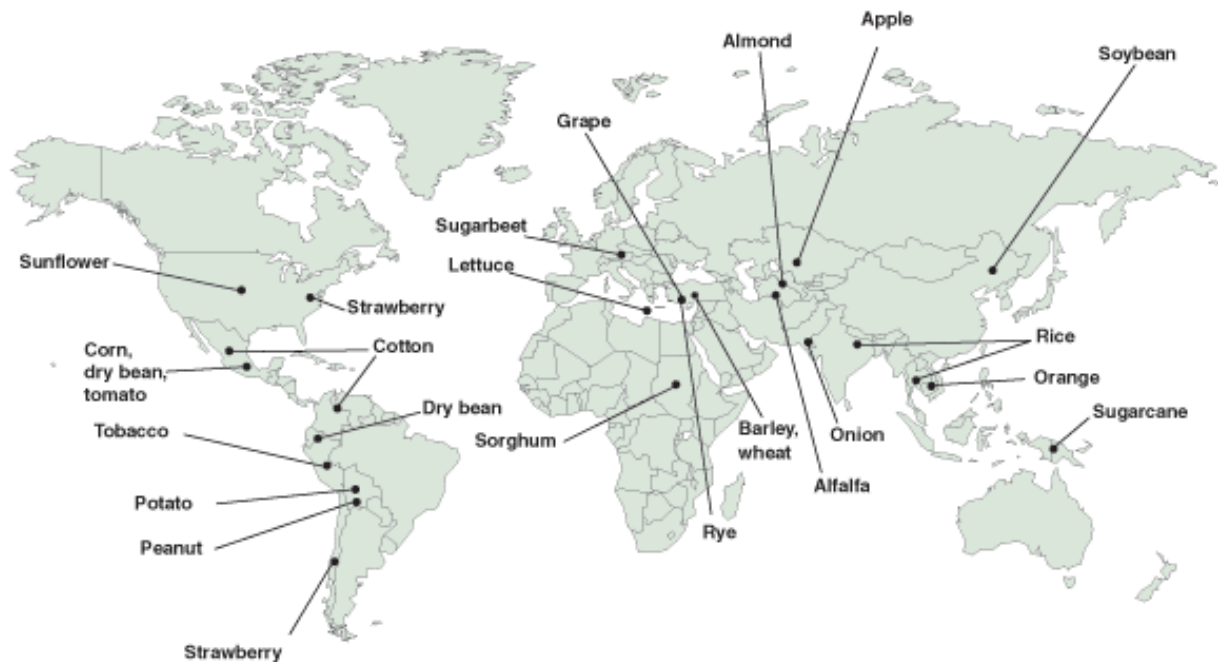 Apple
Almond
Soybean
Grape
Sugarbeet
Lettuce
Sunflower
Strawberry
Corn,
dry bean,
tomato
Cotton
Rice
Orange
Dry bean
Sugarcane
Tobacco
Sorghum
Barley,
wheat
Onion
Alfalfa
Potato
Rye
Peanut
Strawberry